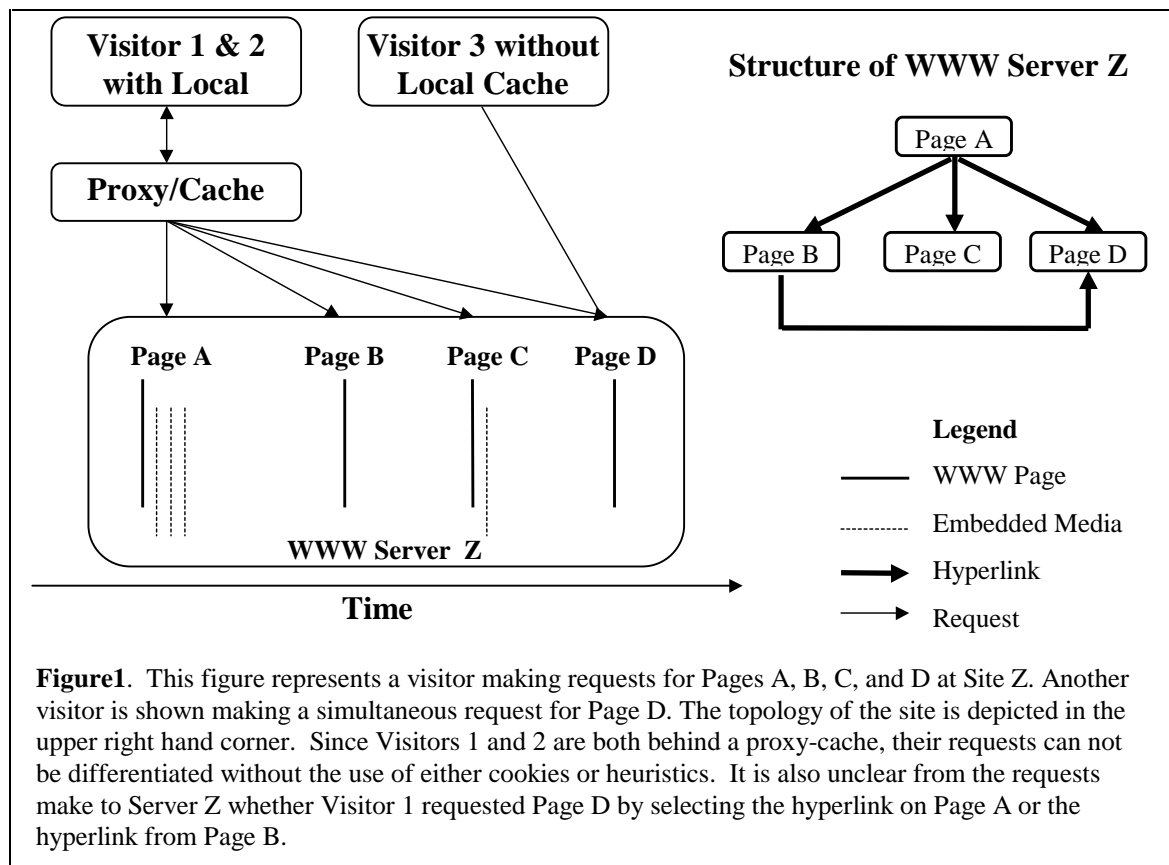 Visitor 1 & 2
with Local
Visitor 3 without
Local Cache
Structure of WWW Server Z
Page A
Proxy/Cache
Page B
Page C
Page D
Page A
Page B
Page C
Page D
Legend
WWW Page
Embedded Media
WWW Server Z
Hyperlink
Time
Request
Figure1. This figure represents a visitor making requests for Pages A, B, C, and D at Site Z. Another
visitor is shown making a simultaneous request for Page D. The topology of the site is depicted in the
upper right hand corner. Since Visitors 1 and 2 are both behind a proxy-cache, their requests can not
be differentiated without the use of either cookies or heuristics. It is also unclear from the requests
make to Server Z whether Visitor 1 requested Page D by selecting the hyperlink on Page A or the
hyperlink from Page B.